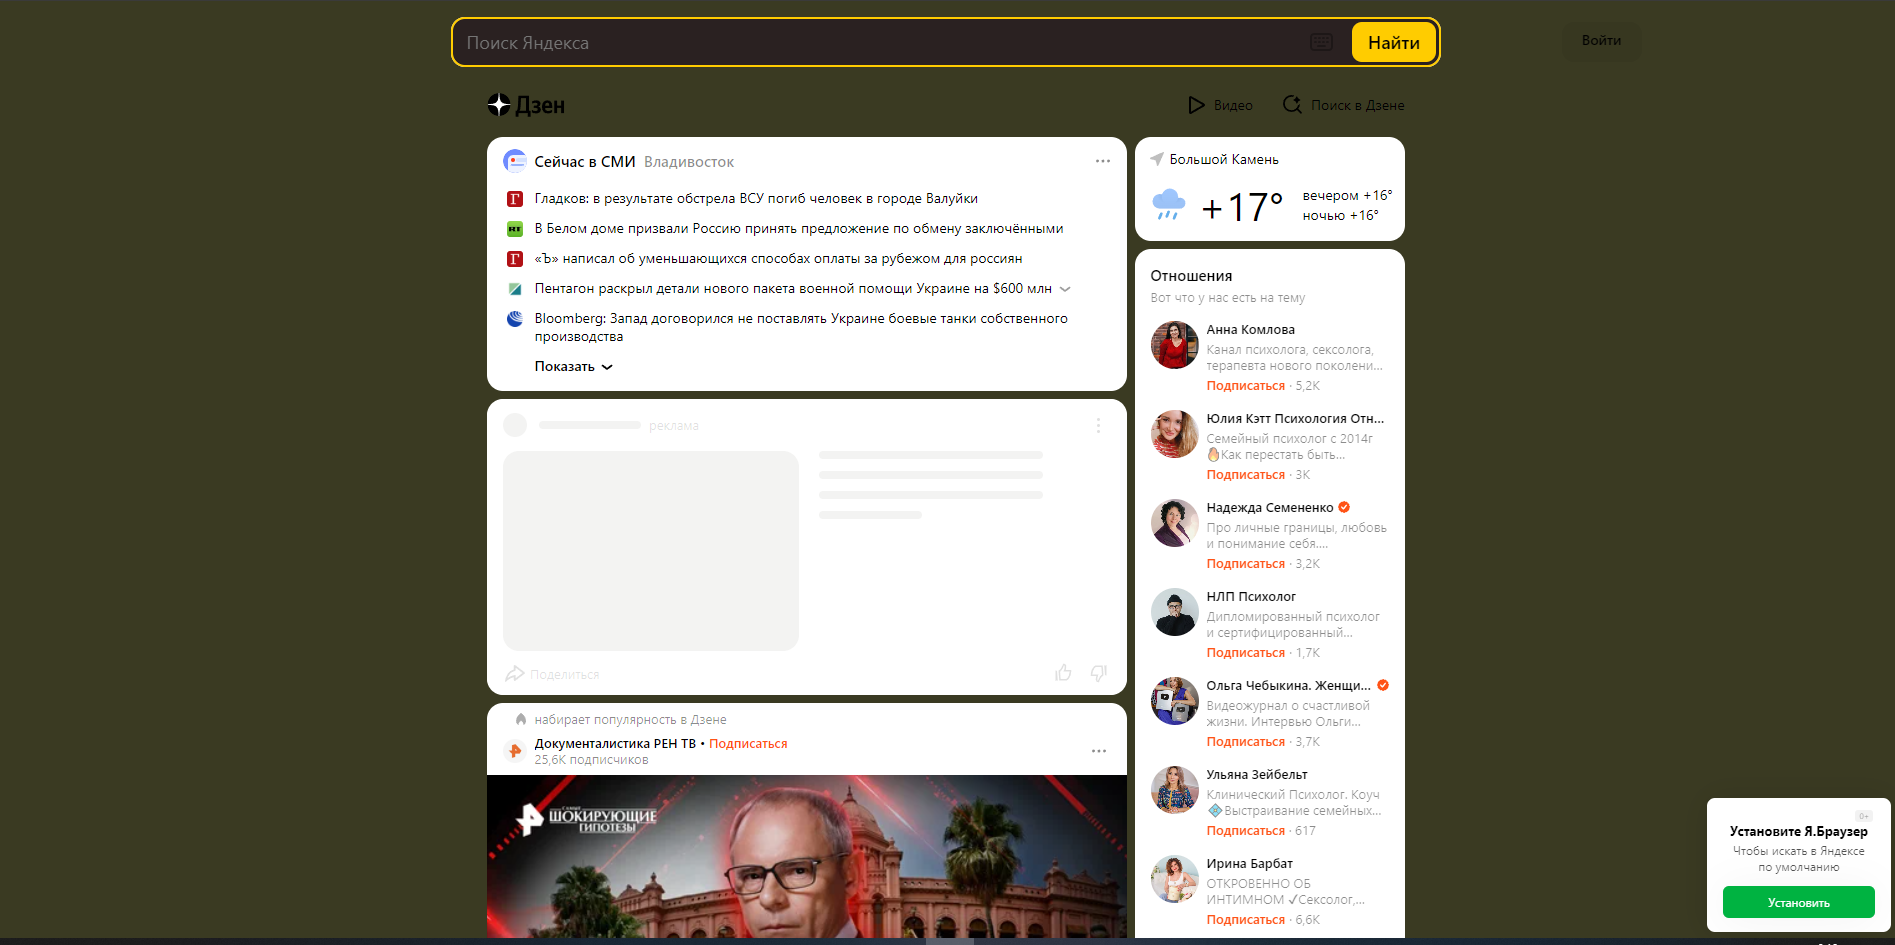 Поиск Яндекса
Найти
Войти
Дзен
Видео
Поиск в Дзене
Сейчас в СМИ Владивосток
Гладков: в результате обстрела ВСУ погиб человек в городе Валуйки
В Белом доме призвали Россию принять предложение по обмену заключёнными
«Ъ» написал об уменьшающихся способах оплаты за рубежом для россиян
Пентагон раскрыл детали нового пакета военной помощи Украине на $600 млн
Bloomberg: Запад договорился не поставлять Украине боевые танки собственного
производства
Показать
реклама
Поделиться
набирает популярность в Дзене
Документалистика РЕН ТВ • Подписаться
25,6K подписчиков
САМЫЕ
ШОКИРУЮЩИЕ
ГИПОТЕЗЫ
Большой Камень
+17°
вечером +16°
ночью +16°
Отношения
Вот что у нас есть на тему
Анна Комлова
Канал психолога, сексолога,
терапевта нового поколени...
Подписаться · 5,2K
Юлия Кэтт Психология Отн...
Семейный психолог с 2014г
Как перестать быть...
Подписаться · 3K
Надежда Семененко
Про личные границы, любовь
и понимание себя....
Подписаться · 3,2K
НЛП Психолог
Дипломированный психолог
и сертифицированный...
Подписаться · 1,7K
Ольга Чебыкина. Женщи...
Видеожурнал о счастливой
жизни. Интервью Ольги...
Подписаться · 3,7K
Ульяна Зейбельт
Клинический Психолог. Коуч
Выстраивание семейных...
Подписаться · 617
Ирина Барбат
ОТКРОВЕННО ОБ
ИНТИМНОМ ✓Сексолог,...
Подписаться · 6,6K
0+
Установите Я.Браузер
Чтобы искать в Яндексе
по умолчанию
Установить